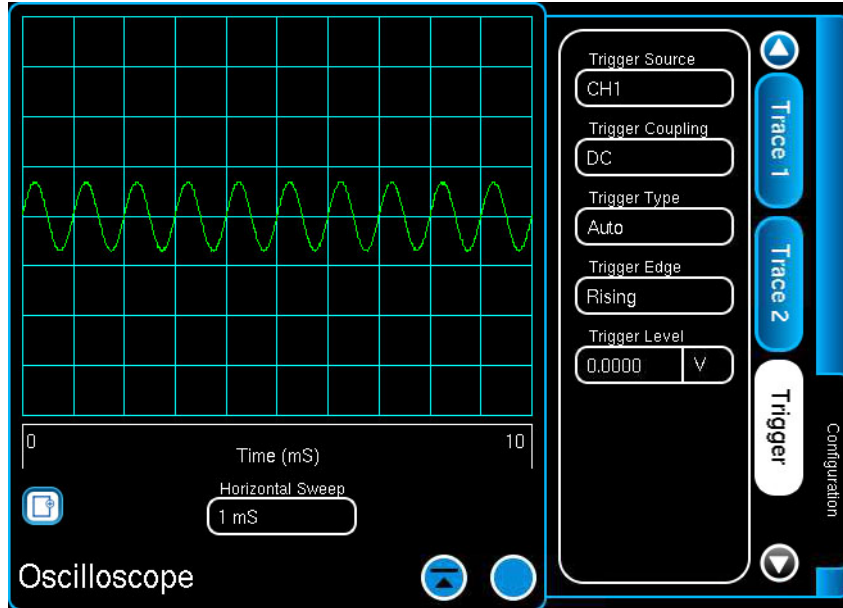 Trigger Source
CH1
Trigger Coupling
DC
Trigger Type
Auto
Trigger Edge
Rising
Trigger Level
0.0000 V
Trace 1
Trace 2
Trigger
Configuration
0 10
Time (mS)
Horizontal Sweep
1 mS
Oscilloscope